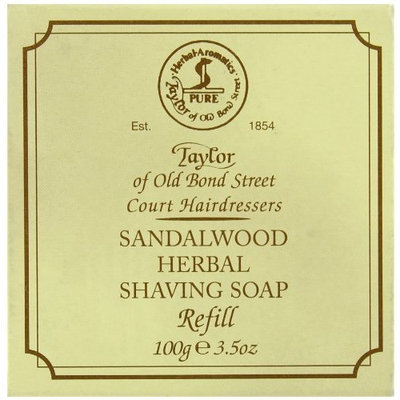 Herbal·Aromatics
PURE
Taylor of Old Bond Street
Est. 1854
Taylor
of Old Bond Street
Court Hairdressers
SANDALWOOD
HERBAL
SHAVING SOAP
Refill
100g e 3.5oz